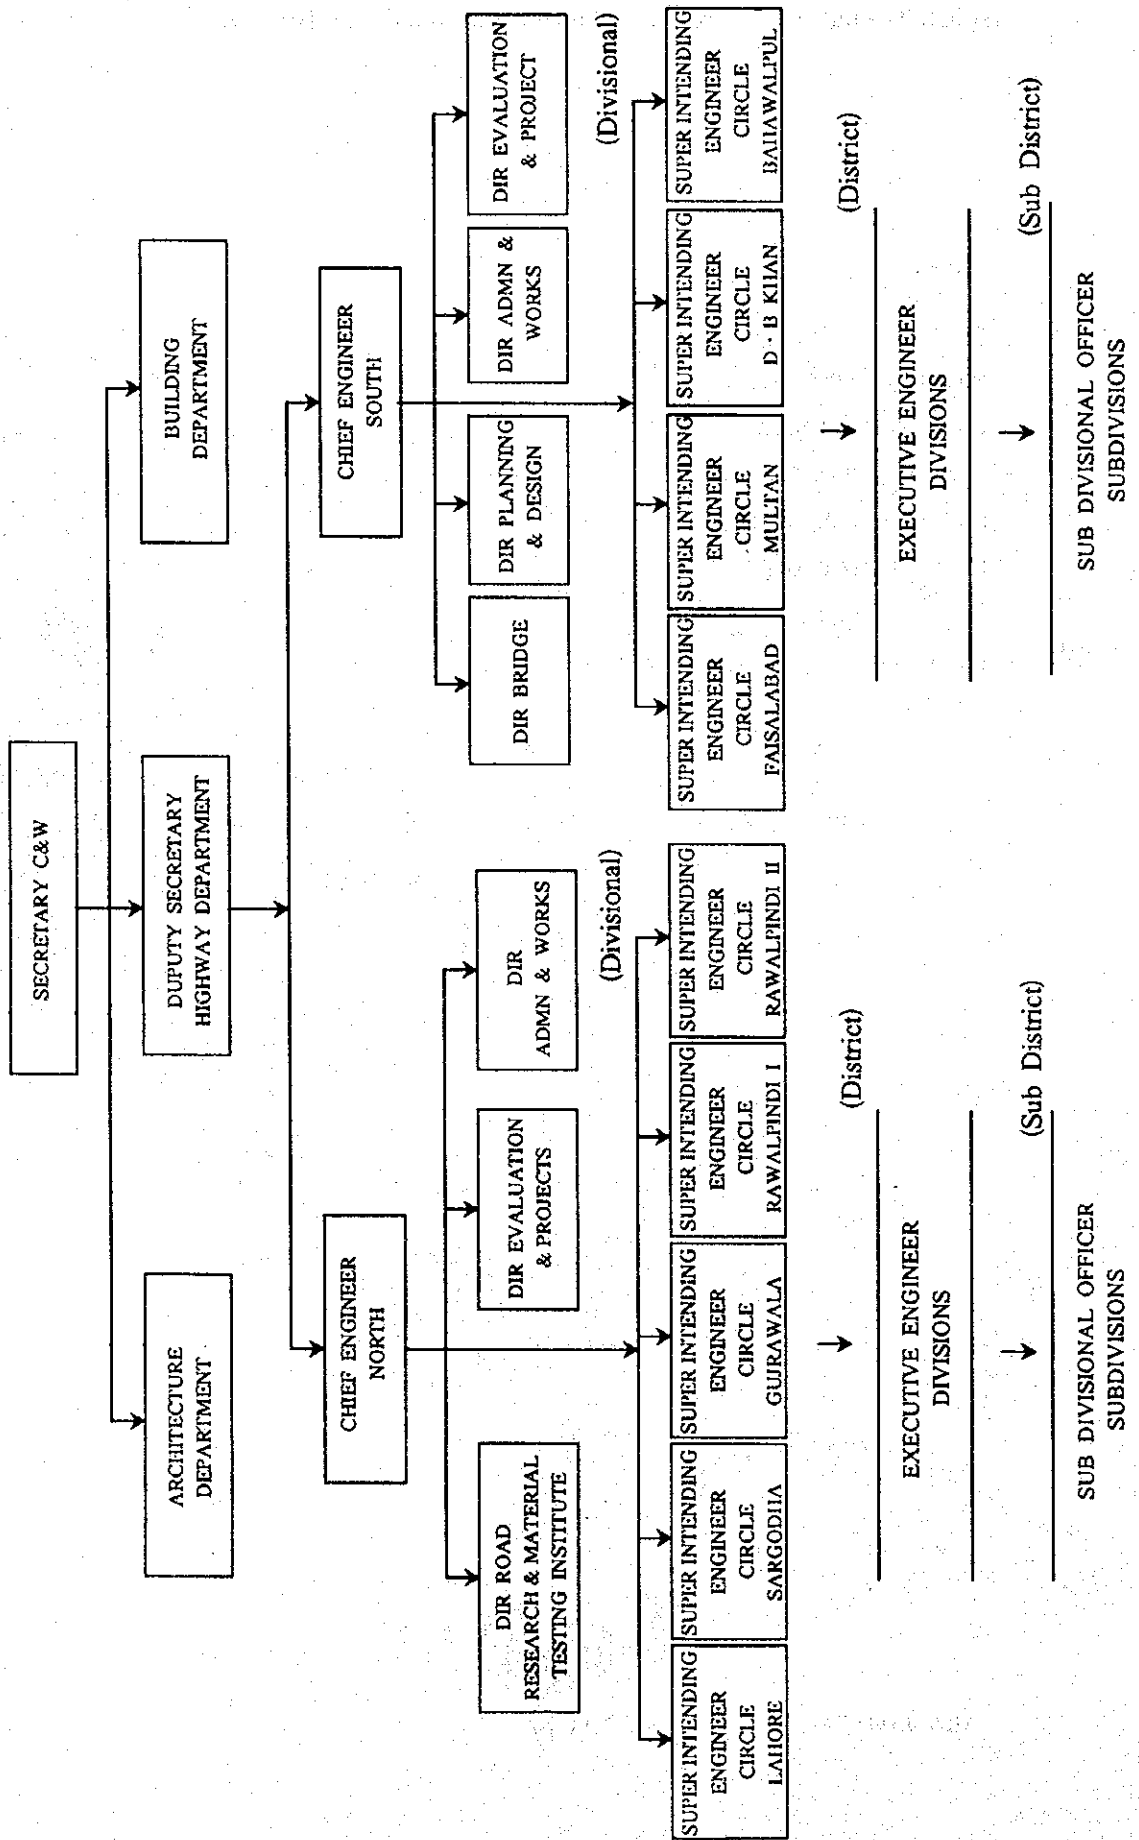 SECRETARY C&W
ARCHITECTURE
DEPARTMENT
DUPUTY SECRETARY
HIGHWAY DEPARTMENT
BUILDING
DEPARTMENT
CHIEF ENGINEER
NORTH
CHIEF ENGINEER
SOUTH
DIR ROAD
RESEARCH & MATERIAL
TESTING INSTITUTE
DIR EVALUATION
& PROJECTS
DIR
ADMN & WORKS
DIR BRIDGE
DIR PLANNING
& DESIGN
DIR ADMN &
WORKS
DIR EVALUATION
& PROJECT
(Divisional)
(Divisional)
SUPER INTENDING
ENGINEER
CIRCLE
LAHORE
SUPER INTENDING
ENGINEER
CIRCLE
SARGODHA
SUPER INTENDING
ENGINEER
CIRCLE
GUJRAWALA
SUPER INTENDING
ENGINEER
CIRCLE
RAWALPINDI I
SUPER INTENDING
ENGINEER
CIRCLE
RAWALPINDI II
SUPER INTENDING
ENGINEER
CIRCLE
FAISALABAD
SUPER INTENDING
ENGINEER
CIRCLE
MULTAN
SUPER INTENDING
ENGINEER
CIRCLE
D · B KHAN
SUPER INTENDING
ENGINEER
CIRCLE
BAHAWALPUL
(District)
(District)
EXECUTIVE ENGINEER
DIVISIONS
EXECUTIVE ENGINEER
DIVISIONS
(Sub District)
(Sub District)
SUB DIVISIONAL OFFICER
SUBDIVISIONS
SUB DIVISIONAL OFFICER
SUBDIVISIONS